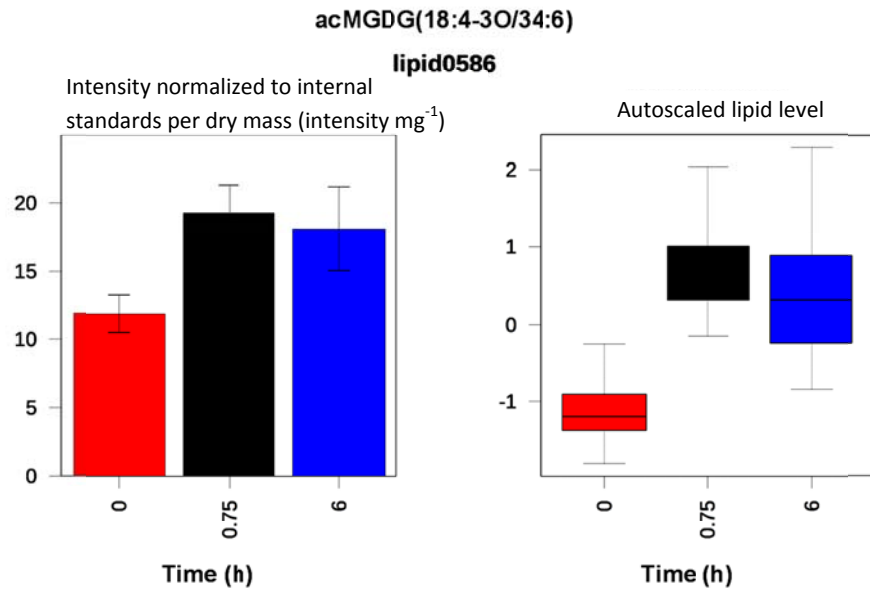 acMGDG(18:4-3O/34:6)
lipid0586
Intensity normalized to internal
standards per dry mass (intensity mg⁻¹)
20
15
10
5
0
0
0.75
6
Time (h)
Autoscaled lipid level
2
1
0
-1
0
0.75
6
Time (h)